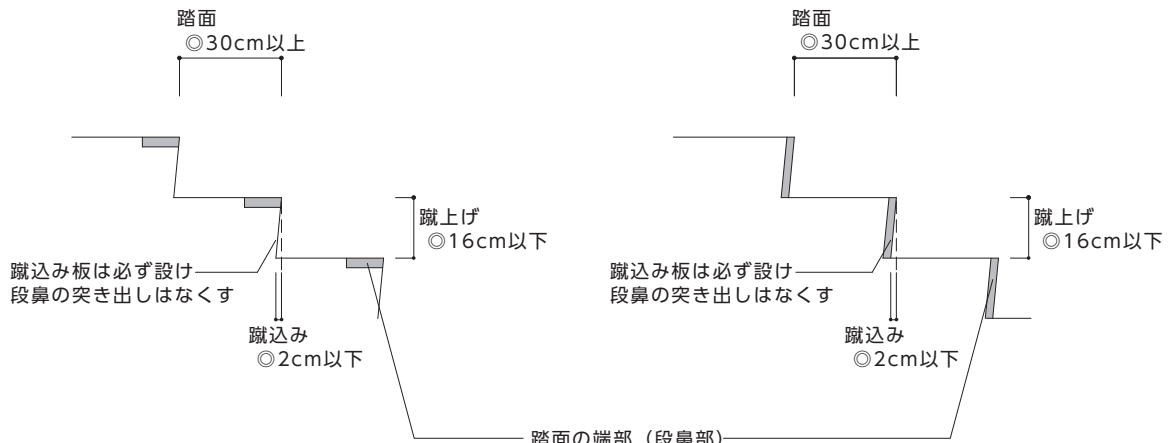 踏面
◎30cm以上
蹴上げ
◎16cm以下
蹴込み板は必ず設け
段鼻の突き出しはなくす
蹴込み
◎2cm以下
踏面
◎30cm以上
蹴上げ
◎16cm以下
蹴込み板は必ず設け
段鼻の突き出しはなくす
蹴込み
◎2cm以下
踏面の端部（段鼻部）